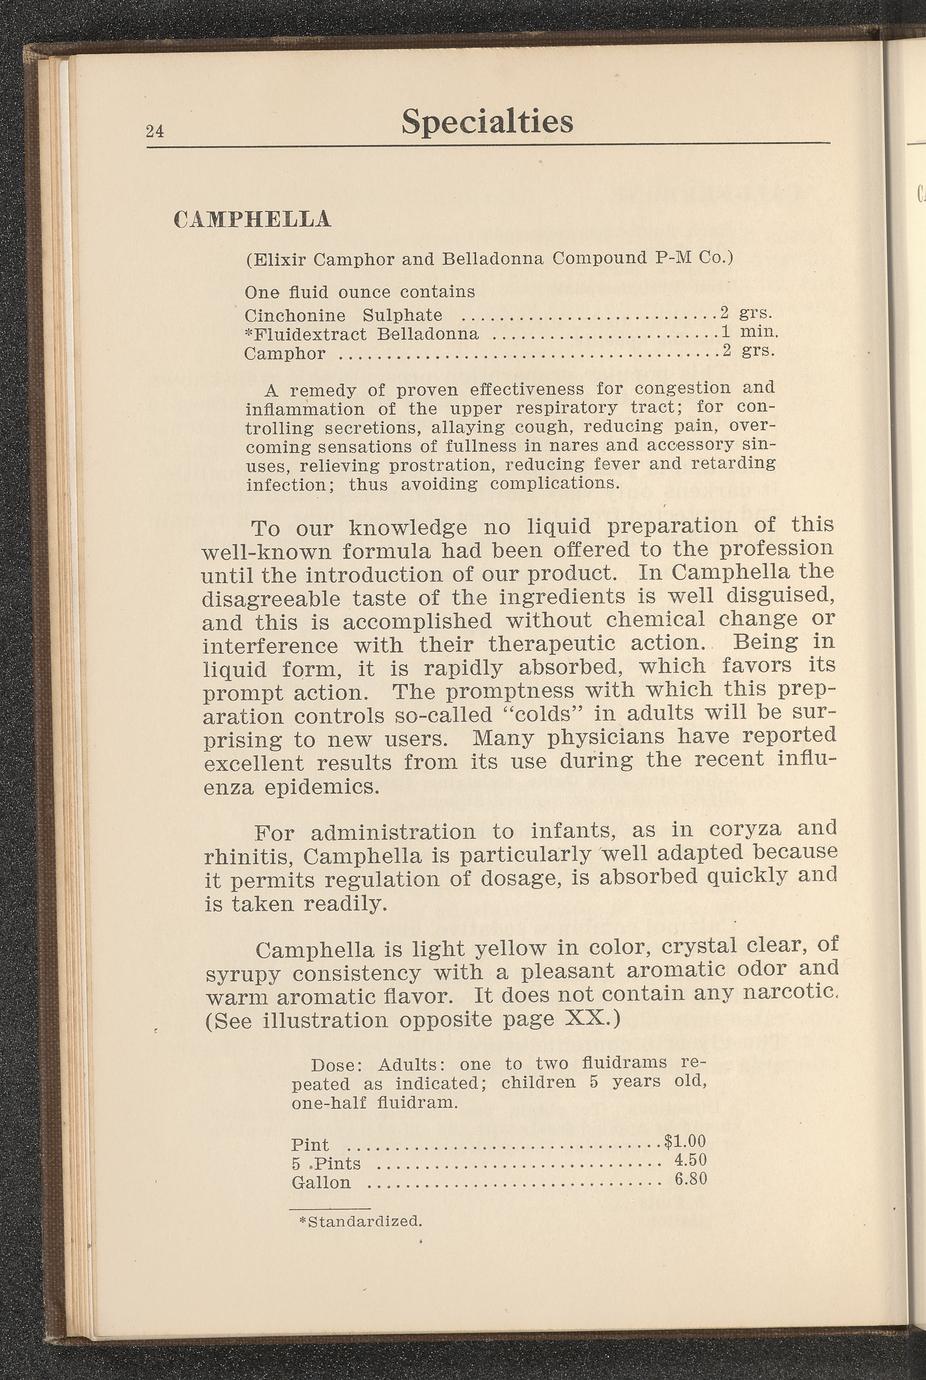 24
Specialties
CAMPHELLA
(Elixir Camphor and Belladonna Compound P-M Co.)
One fluid ounce contains
Cinchonine Sulphate ..........................2 grs.
*Fluidextract Belladonna .......................1 min.
Camphor .......................................2 grs.
A remedy of proven effectiveness for congestion and
inflammation of the upper respiratory tract; for con-
trolling secretions, allaying cough, reducing pain, over-
coming sensations of fullness in nares and accessory sin-
uses, relieving prostration, reducing fever and retarding
infection; thus avoiding complications.
To our knowledge no liquid preparation of this
well-known formula had been offered to the profession
until the introduction of our product. In Camphella the
disagreeable taste of the ingredients is well disguised,
and this is accomplished without chemical change or
interference with their therapeutic action. Being in
liquid form, it is rapidly absorbed, which favors its
prompt action. The promptness with which this prep-
aration controls so-called “colds” in adults will be sur-
prising to new users. Many physicians have reported
excellent results from its use during the recent influ-
enza epidemics.
For administration to infants, as in coryza and
rhinitis, Camphella is particularly well adapted because
it permits regulation of dosage, is absorbed quickly and
is taken readily.
Camphella is light yellow in color, crystal clear, of
syrupy consistency with a pleasant aromatic odor and
warm aromatic flavor. It does not contain any narcotic.
(See illustration opposite page XX.)
Dose: Adults: one to two fluidrams re-
peated as indicated; children 5 years old,
one-half fluidram.
Pint ................................$1.00
5 Pints ............................. 4.50
Gallon .............................. 6.80
*Standardized.